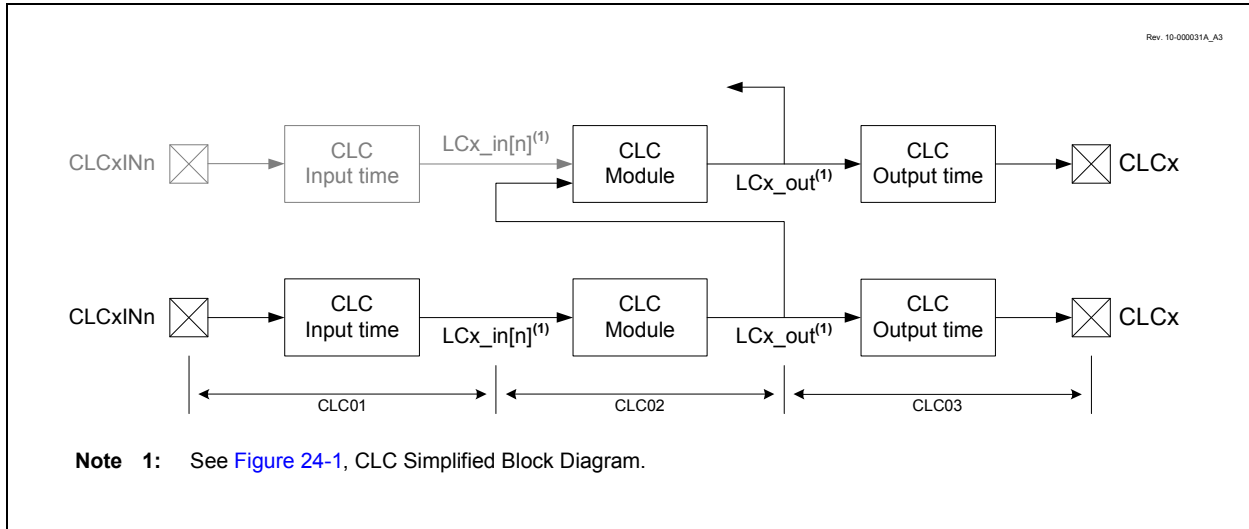 Rev. 10-000031A_A3
CLCxINn
CLC
Input time
LCx_in[n](1)
CLC
Module
LCx_out(1)
CLC
Output time
CLCx
CLCxINn
CLC
Input time
LCx_in[n](1)
CLC
Module
LCx_out(1)
CLC
Output time
CLCx
CLC01
CLC02
CLC03
Note 1: See Figure 24-1, CLC Simplified Block Diagram.